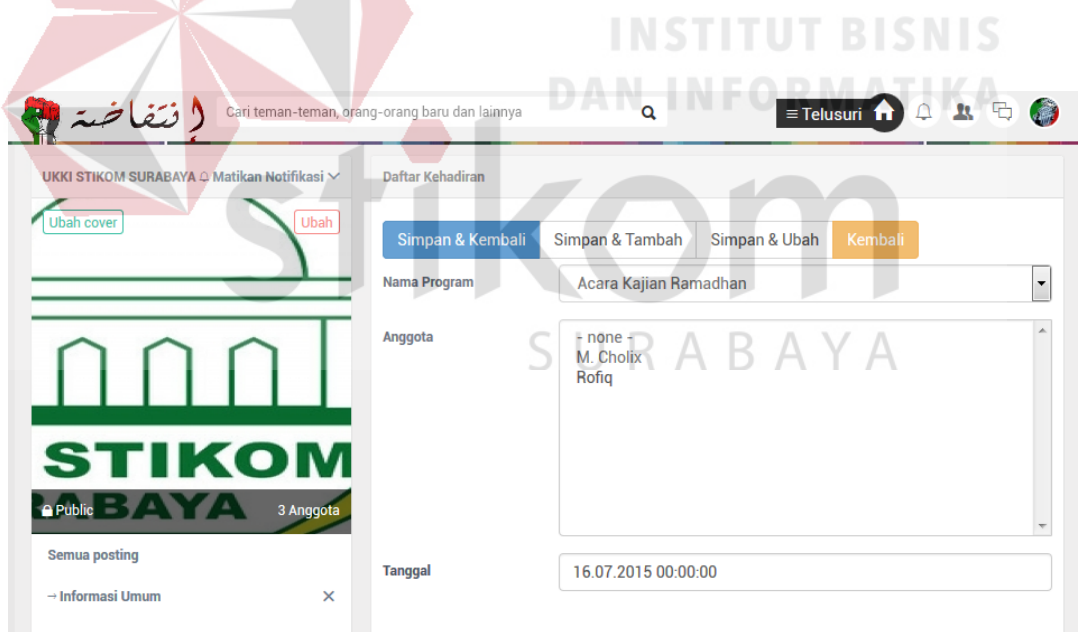 INSTITUT BISNIS
DAN INFORMATIKA
إنتفاضة
Cari teman-teman, orang-orang baru dan lainnya
Telusuri
UKKI STIKOM SURABAYA Matikan Notifikasi
Daftar Kehadiran
stikom
SURABAYA
Ubah cover
Ubah
Simpan & Kembali
Simpan & Tambah
Simpan & Ubah
Kembali
Nama Program
Acara Kajian Ramadhan
Anggota
- none -
M. Cholix
Rofiq
STIKOM
Public
3 Anggota
Semua posting
→ Informasi Umum
Tanggal
16.07.2015 00:00:00